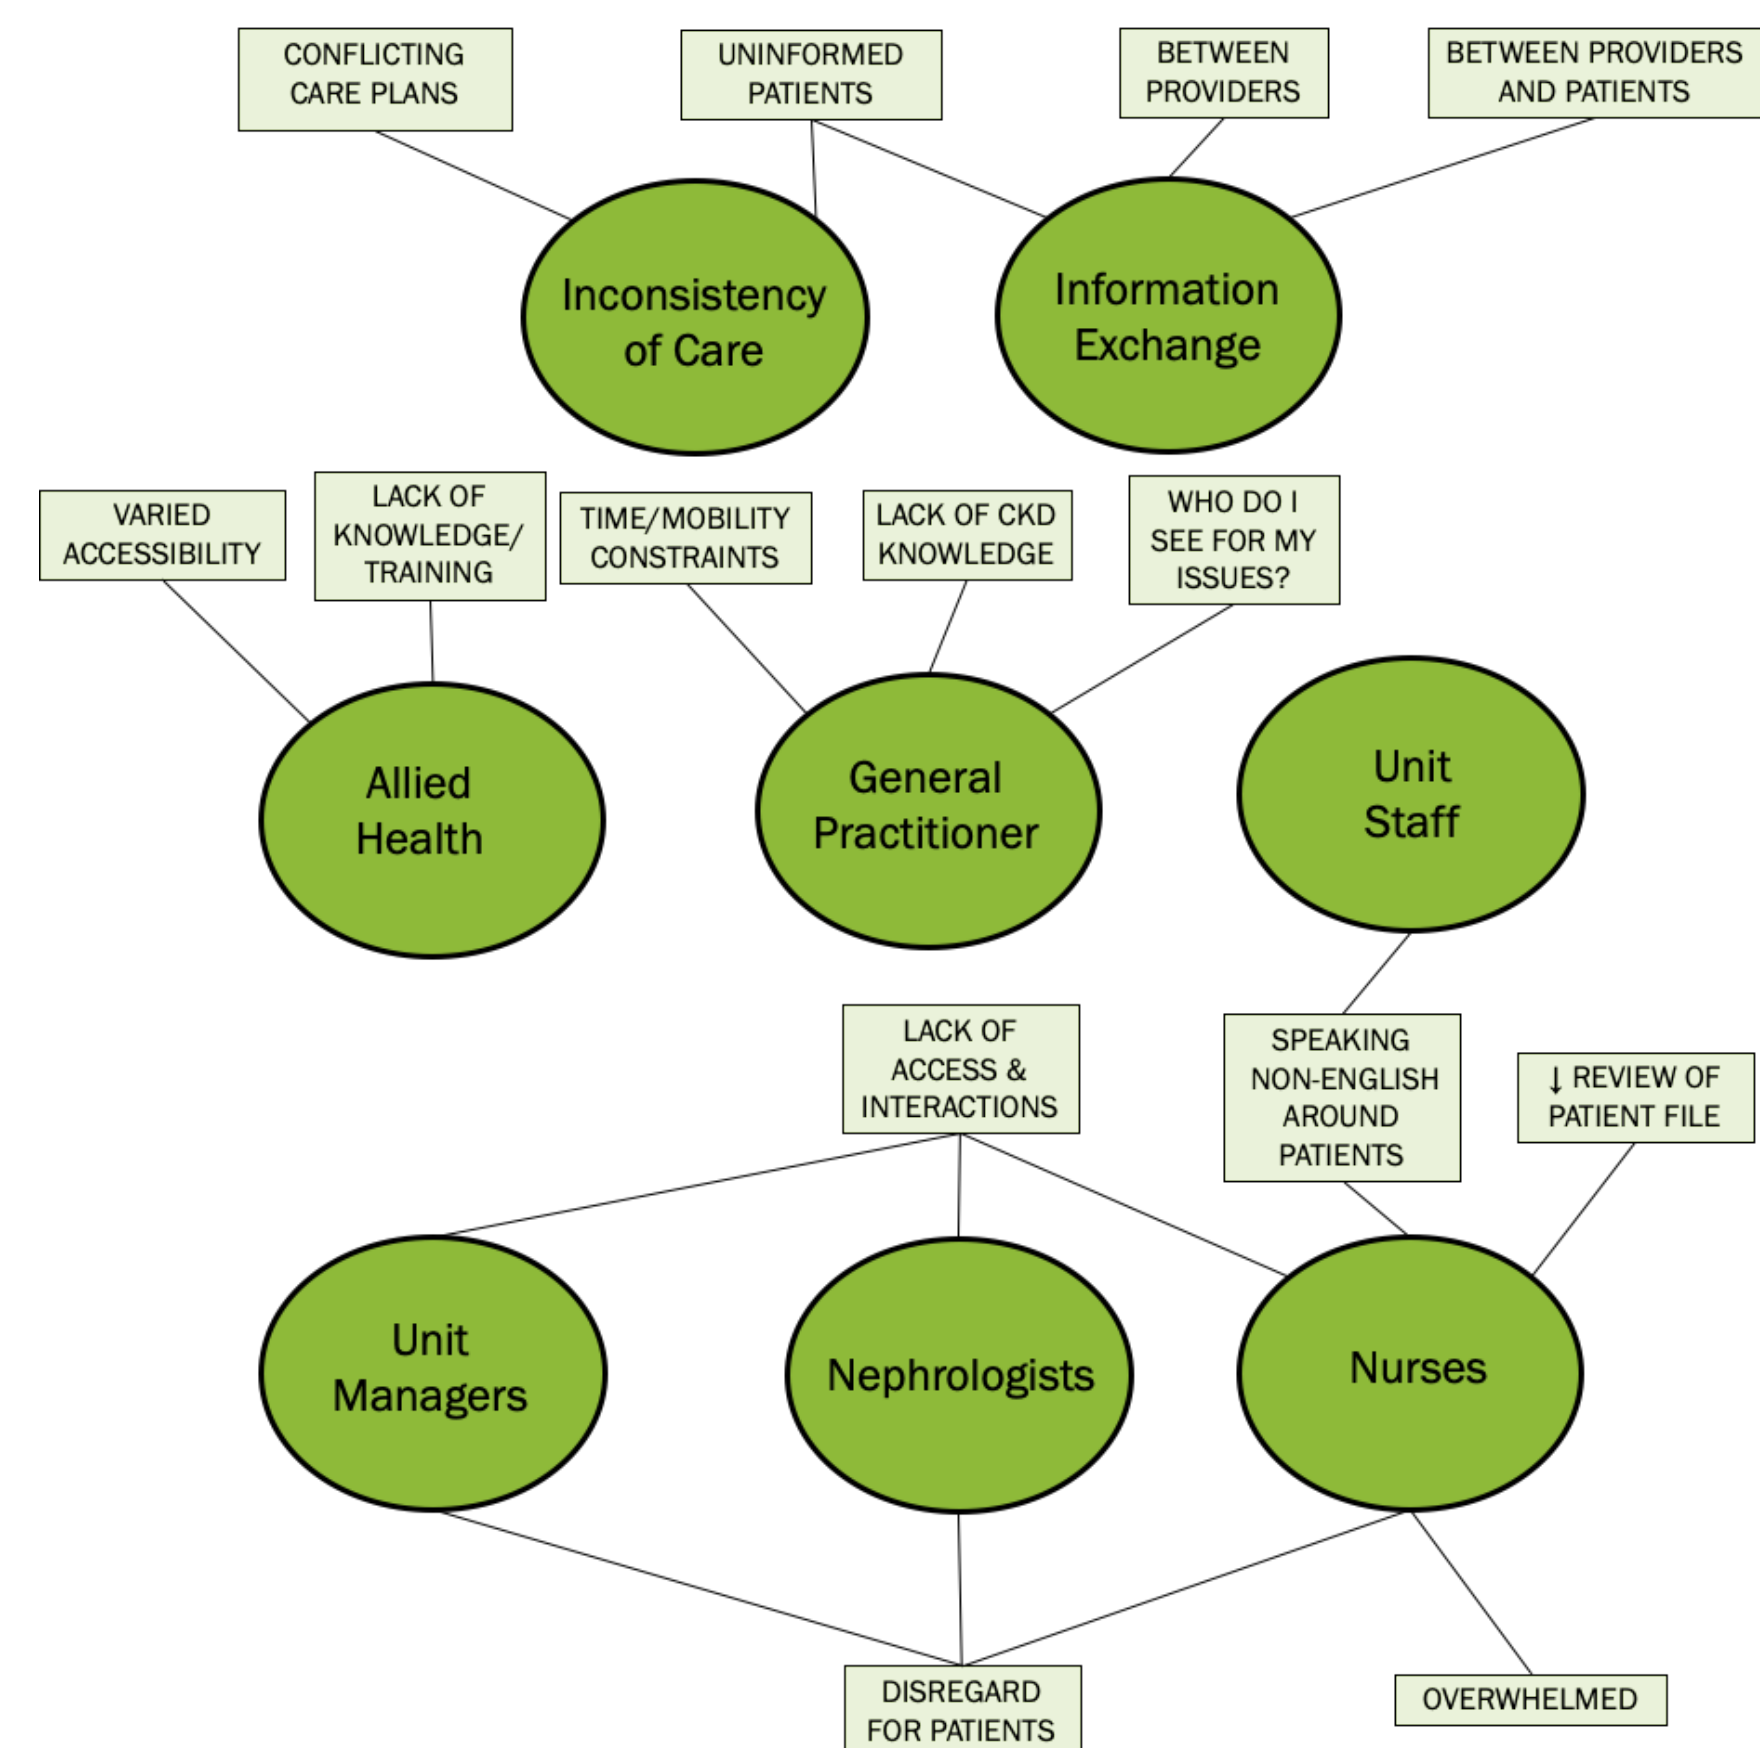 CONFLICTING
CARE PLANS
UNINFORMED
PATIENTS
BETWEEN
PROVIDERS
BETWEEN PROVIDERS
AND PATIENTS
Inconsistency
of Care
Information
Exchange
VARIED
ACCESSIBILITY
LACK OF
KNOWLEDGE/
TRAINING
TIME/MOBILITY
CONSTRAINTS
LACK OF CKD
KNOWLEDGE
WHO DO I
SEE FOR MY
ISSUES?
Allied
Health
General
Practitioner
Unit
Staff
LACK OF
ACCESS &
INTERACTIONS
SPEAKING
NON-ENGLISH
AROUND
PATIENTS
↓ REVIEW OF
PATIENT FILE
Unit
Managers
Nephrologists
Nurses
DISREGARD
FOR PATIENTS
OVERWHELMED